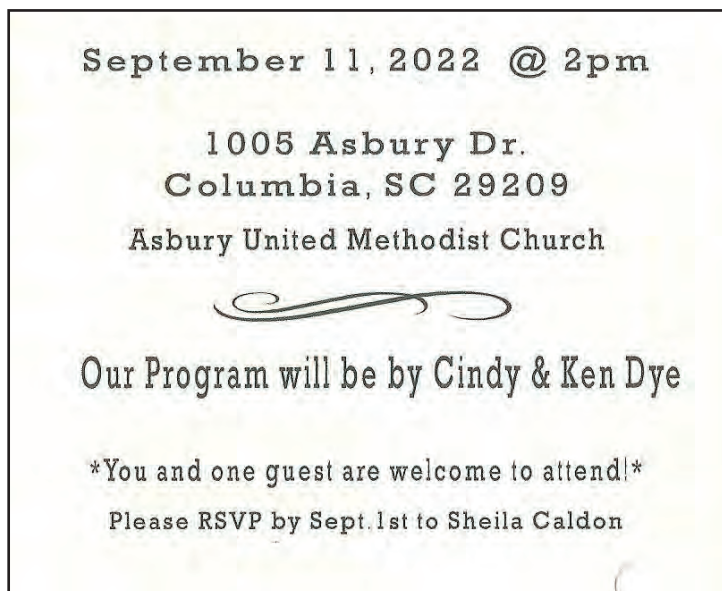 September 11, 2022 @ 2pm
1005 Asbury Dr.
Columbia, SC 29209
Asbury United Methodist Church
Our Program will be by Cindy & Ken Dye
*You and one guest are welcome to attend!*
Please RSVP by Sept.1st to Sheila Caldon